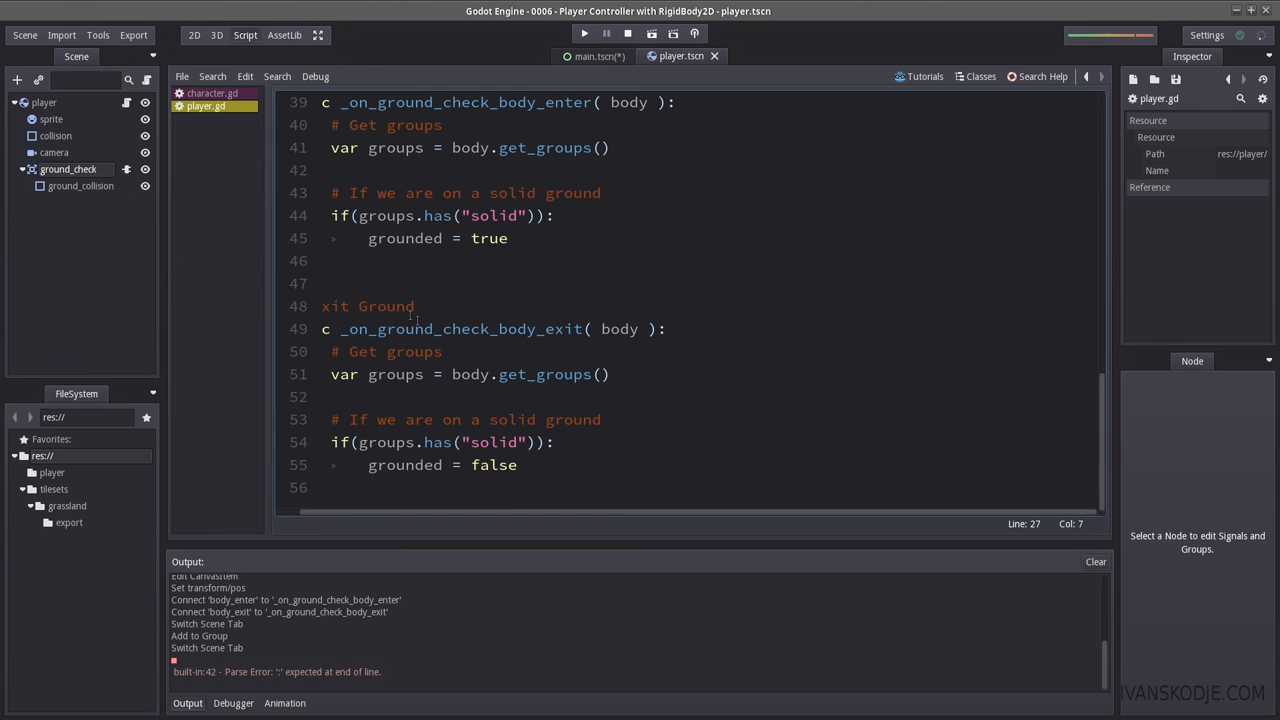 Godot Engine - 0006 - Player Controller with RigidBody2D - player.tscn
Scene Import Tools Export
2D 3D Script AssetLib
Settings
Scene
main.tscn(*)
player.tscn
Inspector
File Search Edit Search Debug
Tutorials Classes Search Help
character.gd
player.gd
player
sprite
collision
camera
ground_check
ground_collision
39 c _on_ground_check_body_enter( body ):
40 # Get groups
41 var groups = body.get_groups()
42
43 # If we are on a solid ground
44 if(groups.has("solid")):
45 grounded = true
46
47
48 xit Ground
49 c _on_ground_check_body_exit( body ):
50 # Get groups
51 var groups = body.get_groups()
52
53 # If we are on a solid ground
54 if(groups.has("solid")):
55 grounded = false
56
Line: 27 Col: 7
player.gd
Resource
Resource
Path res://player/
Name
Reference
Node
Select a Node to edit Signals and
Groups.
FileSystem
res://
Favorites:
res://
player
tilesets
grassland
export
Output:
Clear
Edit CanvasItem
Set transform/pos
Connect 'body_enter' to '_on_ground_check_body_enter'
Connect 'body_exit' to '_on_ground_check_body_exit'
Switch Scene Tab
Add to Group
Switch Scene Tab
built-in:42 - Parse Error: ':' expected at end of line.
Output Debugger Animation
IVANSKODJE.COM